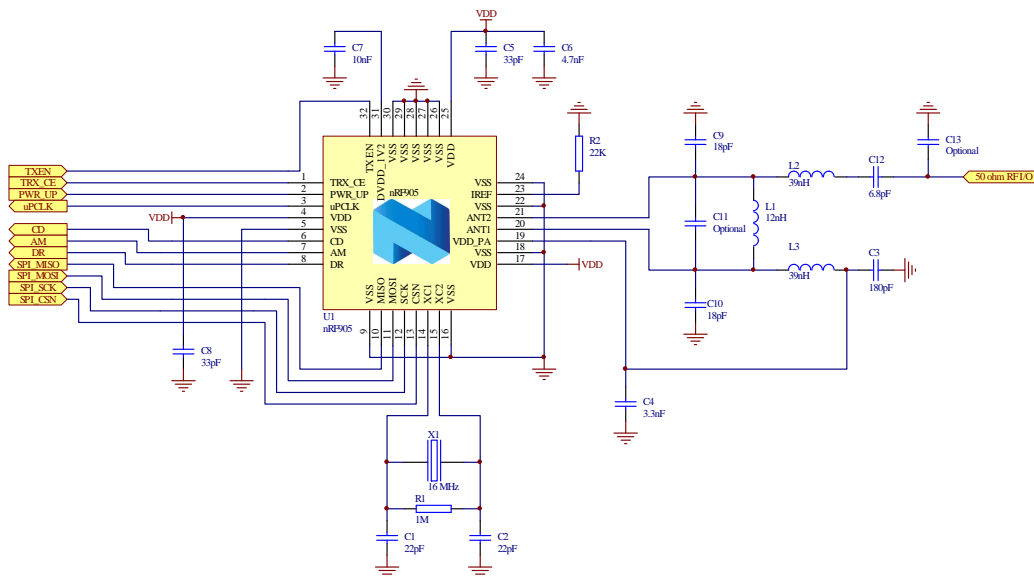 VDD
C7
10nF
C5
33pF
C6
4.7nF
32
31
30
29
28
27
26
25
TXEN
DVDD_1V2
VSS
VSS
VSS
VSS
VSS
VDD
R2
22K
C9
18pF
C13
Optional
L2
39nH
C12
6.8pF
50 ohm RF I/O
TXEN
TRX_CE
PWR_UP
uPCLK
CD
AM
DR
SPI_MISO
SPI_MOSI
SPI_SCK
SPI_CSN
VDD
1
2
3
4
5
6
7
8
TRX_CE
PWR_UP
uPCLK
VDD
VSS
CD
AM
DR
nRF905
VSS
IREF
VSS
ANT2
ANT1
VDD_PA
VSS
VDD
24
23
22
21
20
19
18
17
VDD
L1
12nH
C11
Optional
L3
39nH
C3
180pF
C10
18pF
VSS
MISO
MOSI
SCK
CSN
XC1
XC2
VSS
U1
nRF905
9
10
11
12
13
14
15
16
C8
33pF
C4
3.3nF
X1
16 MHz
R1
1M
C1
22pF
C2
22pF